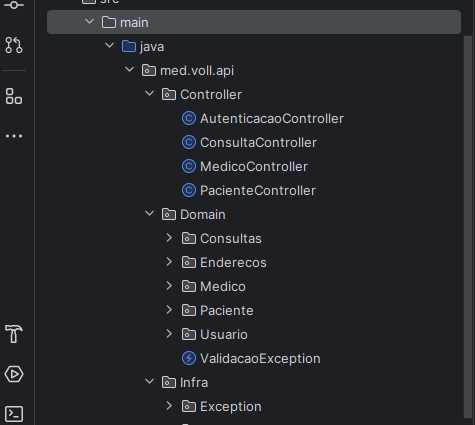 src
main
java
med.voll.api
Controller
AutenticacaoController
ConsultaController
MedicoController
PacienteController
Domain
Consultas
Enderecos
Medico
Paciente
Usuario
ValidacaoException
Infra
Exception